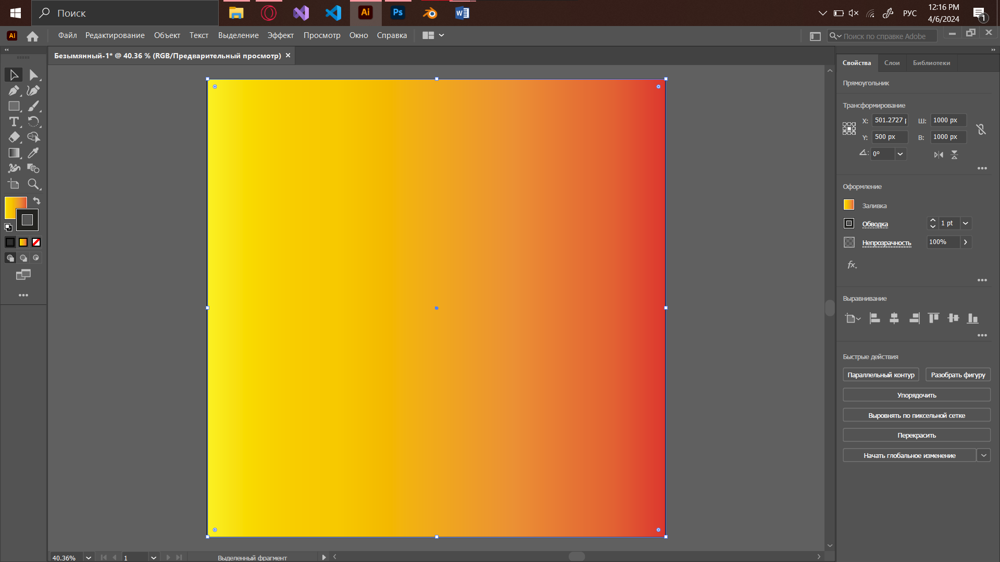 Поиск
Ai
Ps
РУС
12:16 PM
4/6/2024
1
Ai
Файл Редактирование Объект Текст Выделение Эффект Просмотр Окно Справка
Поиск по справке Adobe
Безымянный-1* @ 40.36 % (RGB/Предварительный просмотр)
Свойства Слои Библиотеки
Прямоугольник
Трансформирование
X: 501.2727 Ш: 1000 px
Y: 500 px В: 1000 px
0°
Оформление
Заливка
Обводка 1 pt
Непрозрачность 100%
fx.
Выравнивание
Быстрые действия
Параллельный контур Разобрать фигуру
Упорядочить
Выровнять по пиксельной сетке
Перекрасить
Начать глобальное изменение
40.36% 1 Выделенный фрагмент